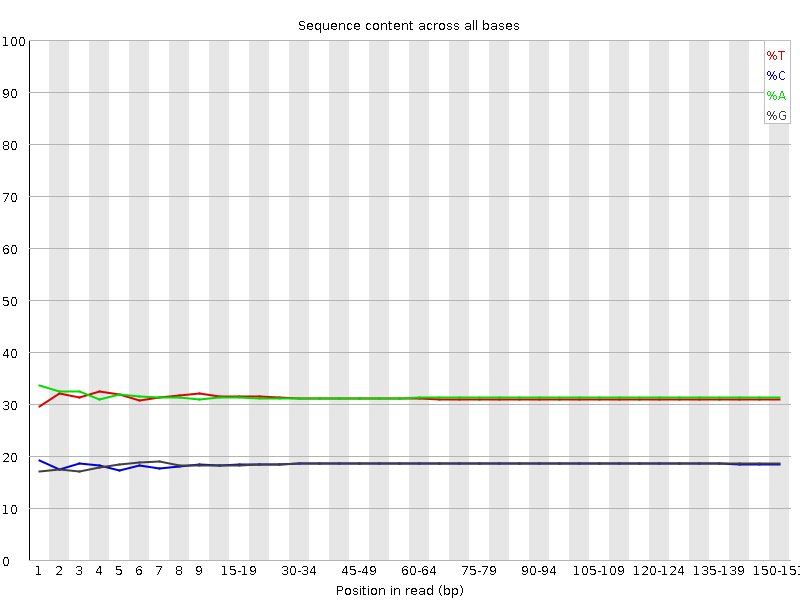 Sequence content across all bases
100
90
80
70
60
50
40
30
20
10
0
%T
%C
%A
%G
1 2 3 4 5 6 7 8 9 15-19 30-34 45-49 60-64 75-79 90-94 105-109 120-124 135-139 150-151
Position in read (bp)